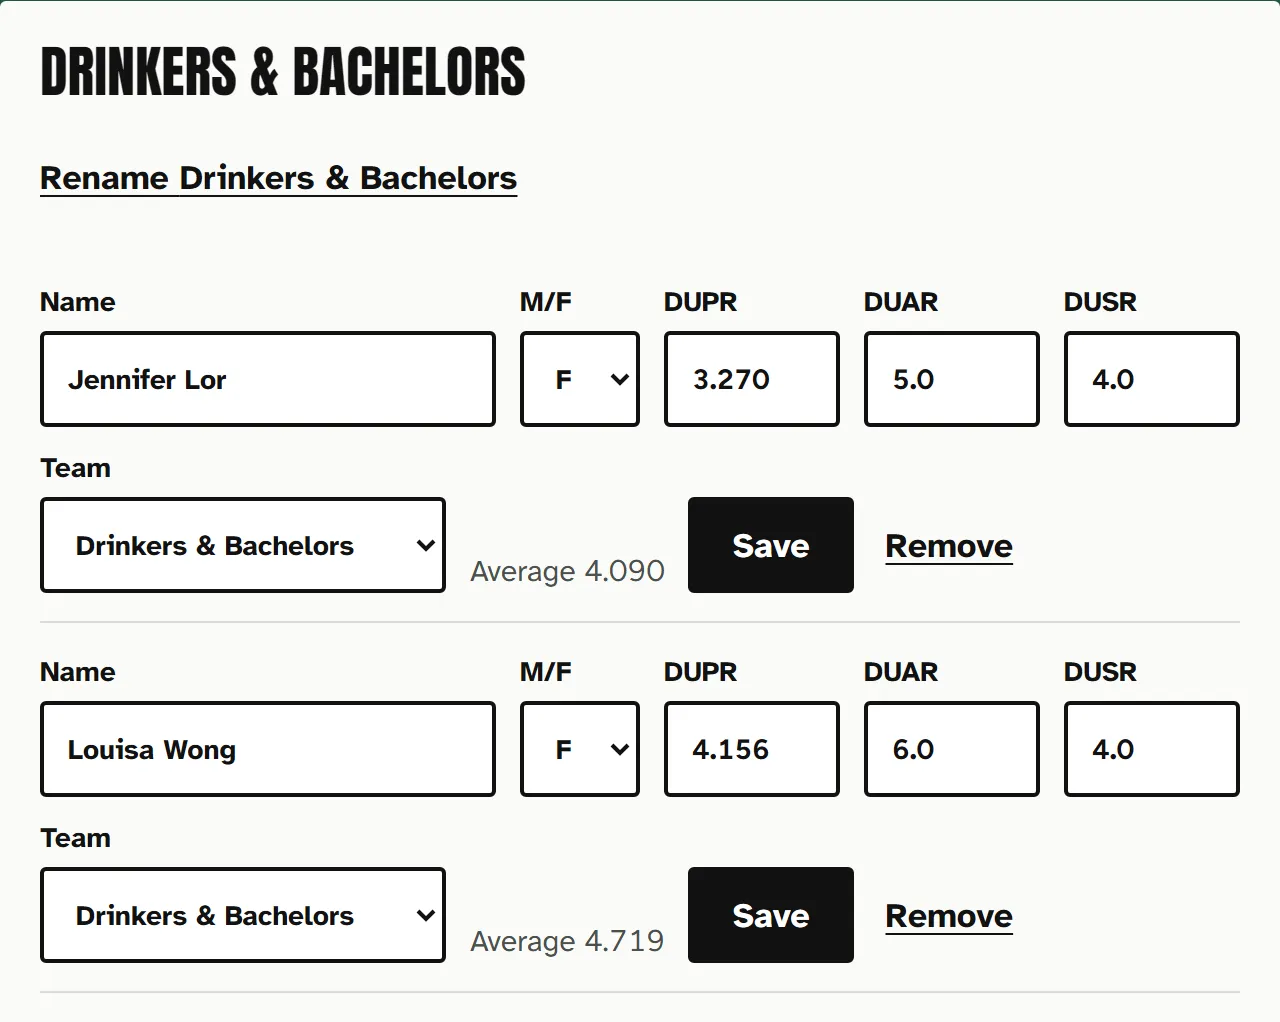 DRINKERS & BACHELORS
Rename Drinkers & Bachelors
Name M/F DUPR DUAR DUSR
Jennifer Lor F 3.270 5.0 4.0
Team
Drinkers & Bachelors Average 4.090 Save Remove
Name M/F DUPR DUAR DUSR
Louisa Wong F 4.156 6.0 4.0
Team
Drinkers & Bachelors Average 4.719 Save Remove